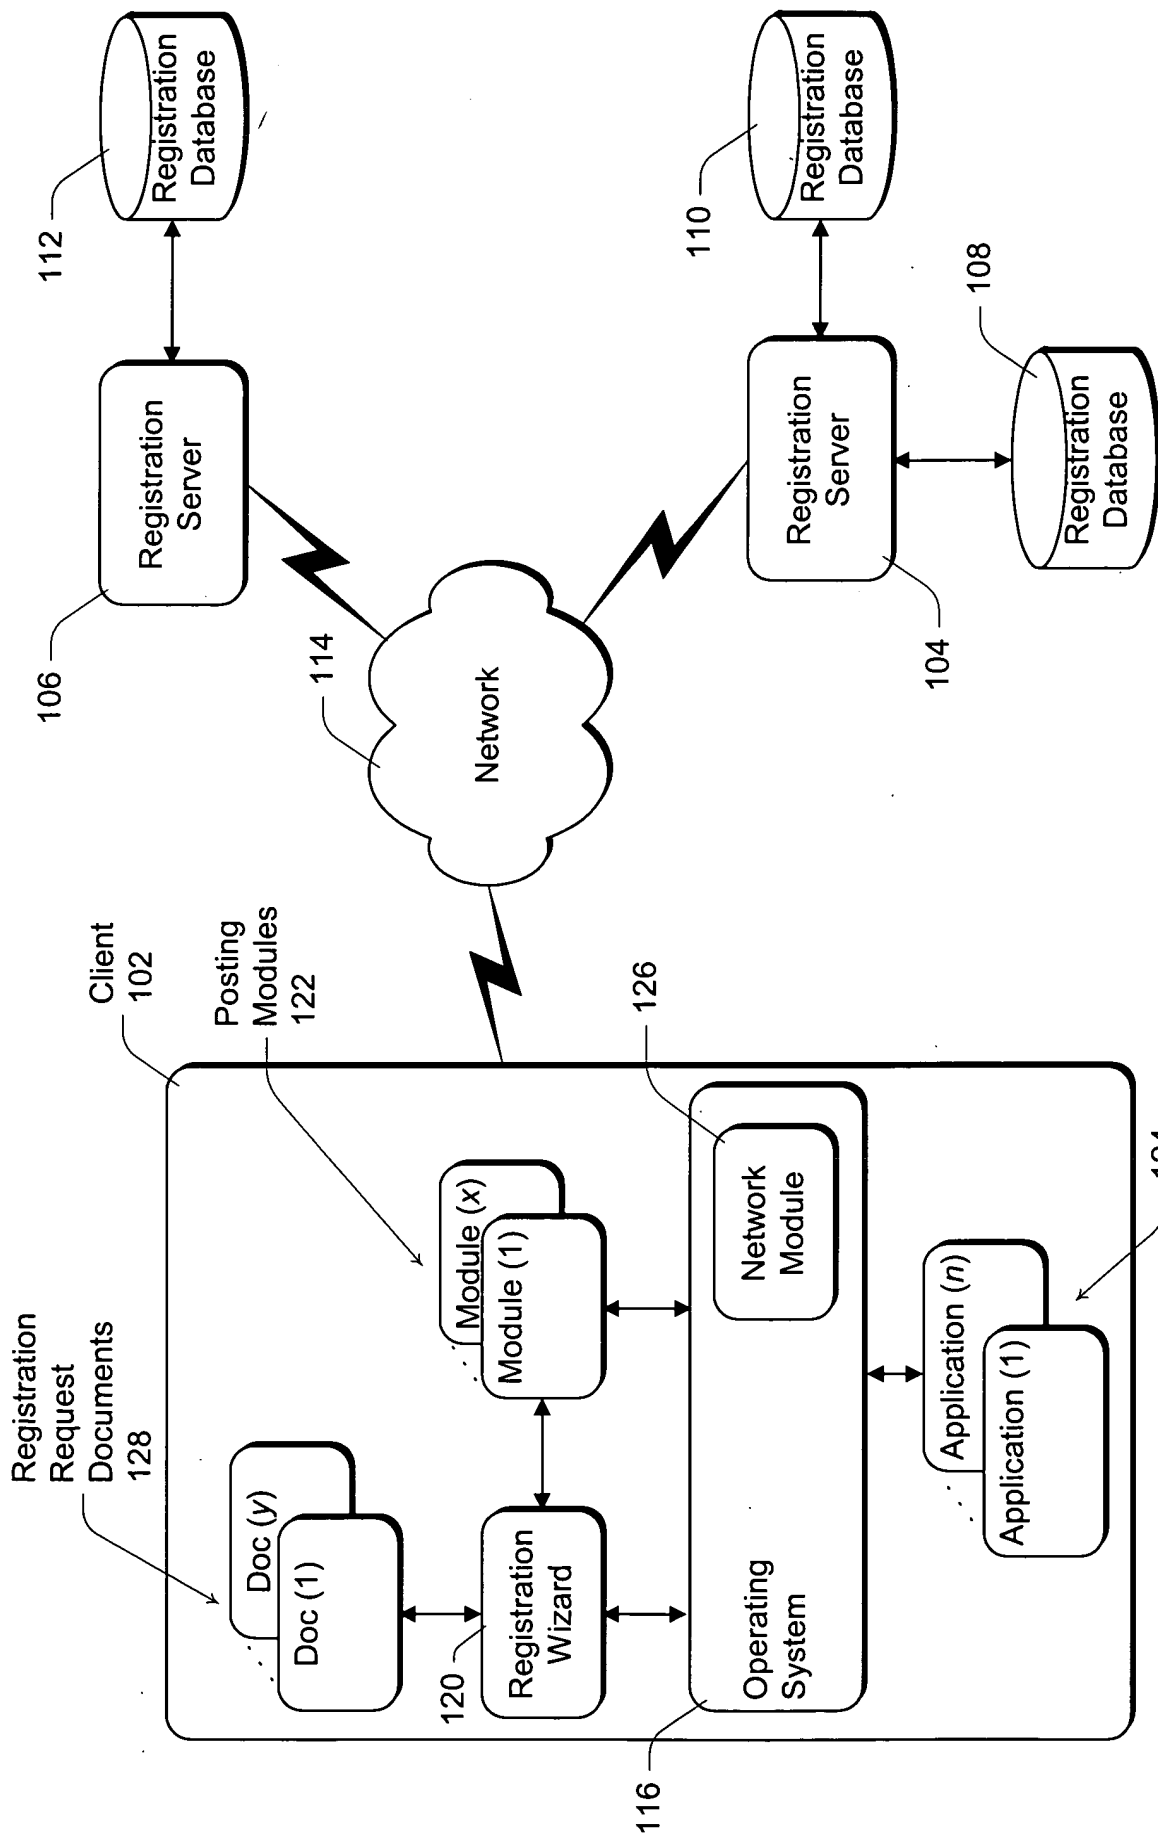 Registration
Request
Documents
128
Client
102
Posting
Modules
122
Doc (y)
Doc (1)
120
Registration
Wizard
Module (x)
Module (1)
126
Network
Module
Operating
System
116
Application (n)
Application (1)
114
Network
106
Registration
Server
112
Registration
Database
104
Registration
Server
110
Registration
Database
108
Registration
Database